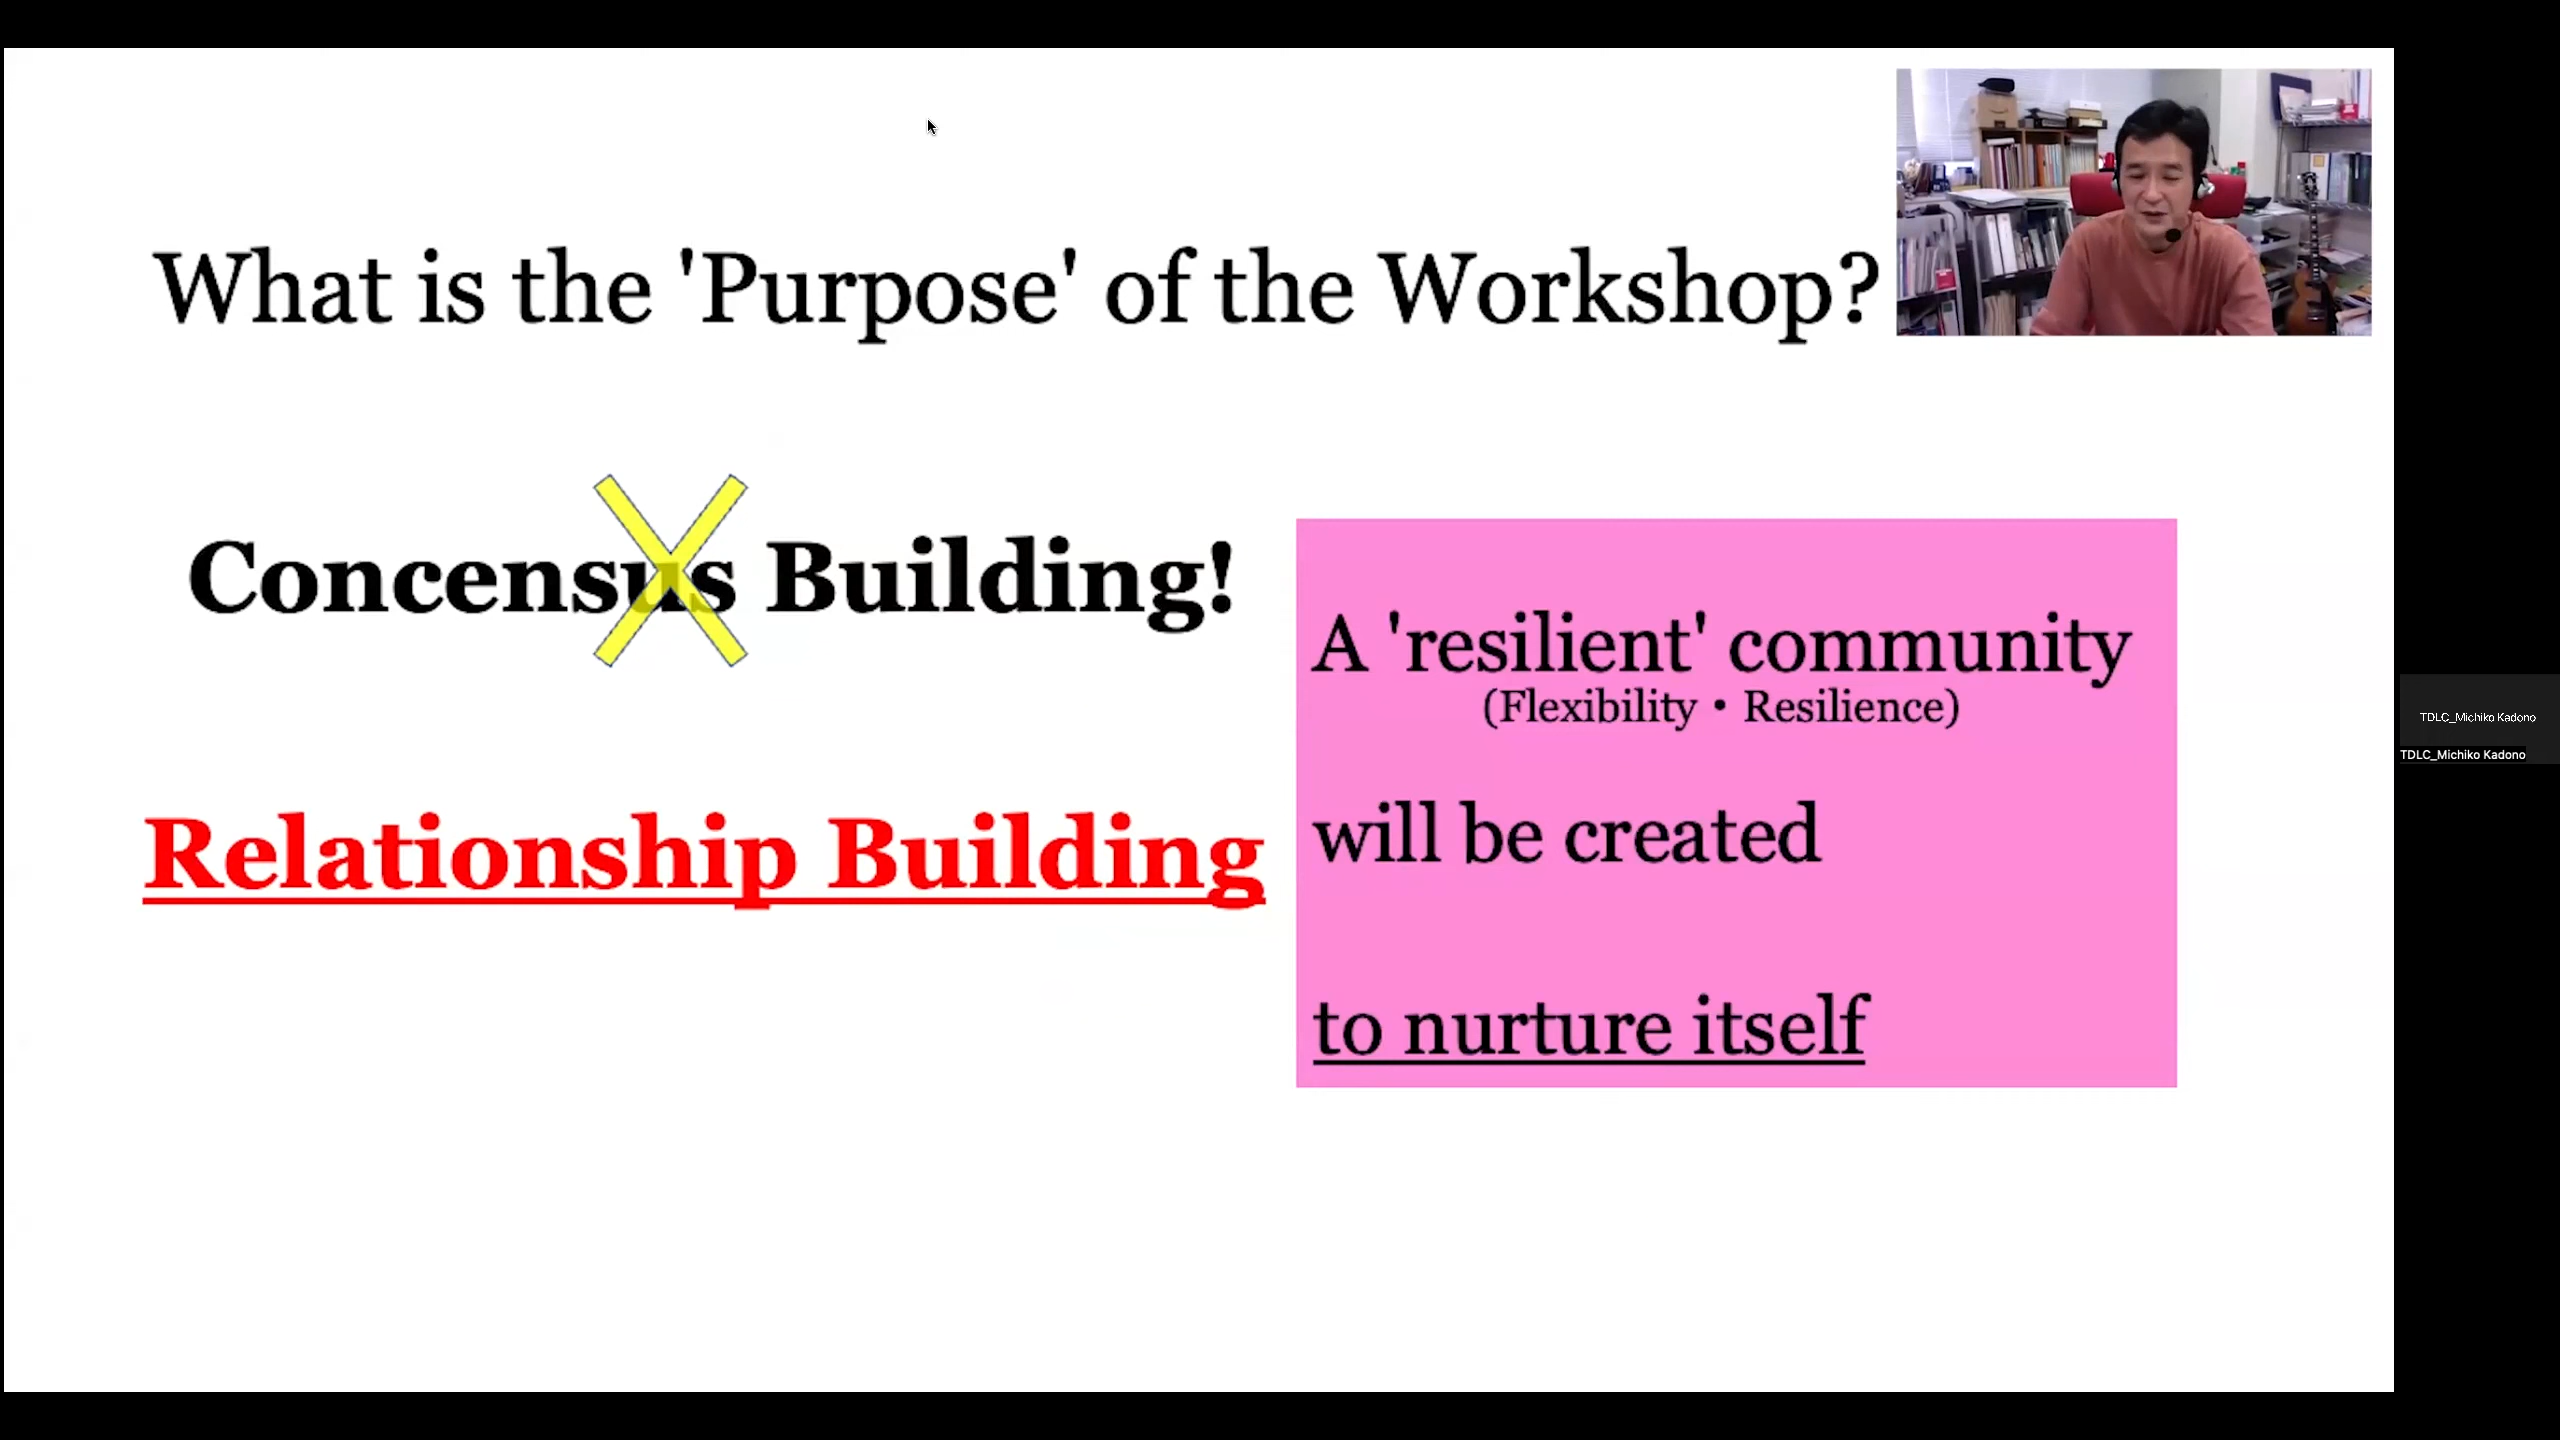 What is the 'Purpose' of the Workshop?
Concensus Building!
Relationship Building
A 'resilient' community
(Flexibility・Resilience)
will be created
to nurture itself
TDLC_Michiko Kadono
TDLC_Michiko Kadono